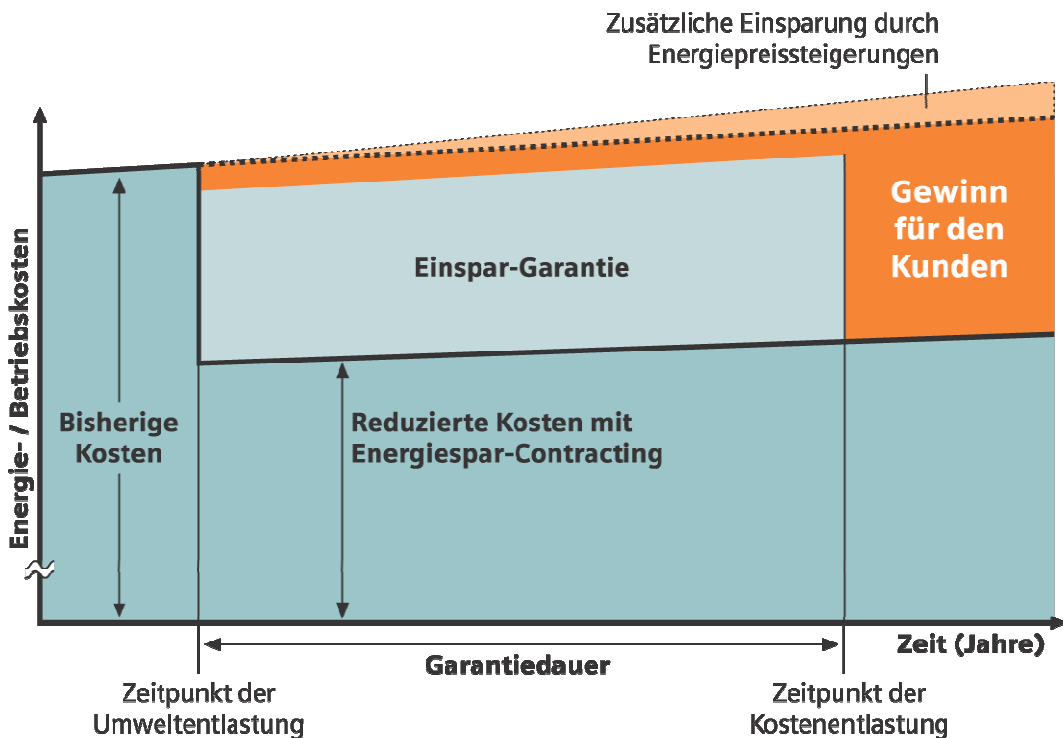 Zusätzliche Einsparung durch
Energiepreissteigerungen
Energie- / Betriebskosten
Gewinn
für den
Kunden
Einspar-Garantie
Bisherige
Kosten
Reduzierte Kosten mit
Energiespar-Contracting
Zeit (Jahre)
Garantiedauer
Zeitpunkt der
Umweltentlastung
Zeitpunkt der
Kostenentlastung